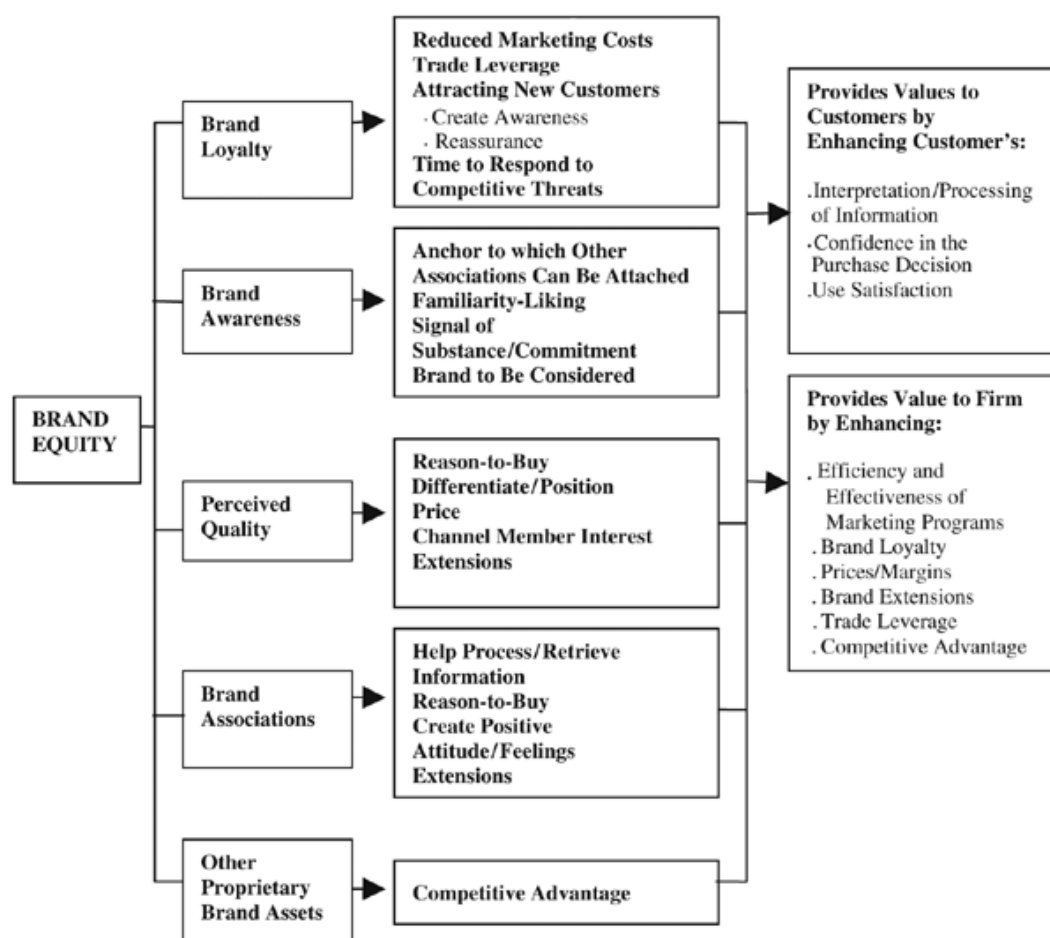 BRAND
EQUITY
Brand
Loyalty
Reduced Marketing Costs
Trade Leverage
Attracting New Customers
· Create Awareness
· Reassurance
Time to Respond to
Competitive Threats
Brand
Awareness
Anchor to which Other
Associations Can Be Attached
Familiarity-Liking
Signal of
Substance/Commitment
Brand to Be Considered
Perceived
Quality
Reason-to-Buy
Differentiate/Position
Price
Channel Member Interest
Extensions
Brand
Associations
Help Process/Retrieve
Information
Reason-to-Buy
Create Positive
Attitude/Feelings
Extensions
Other
Proprietary
Brand Assets
Competitive Advantage
Provides Values to
Customers by
Enhancing Customer's:
.Interpretation/Processing
of Information
.Confidence in the
Purchase Decision
.Use Satisfaction
Provides Value to Firm
by Enhancing:
. Efficiency and
Effectiveness of
Marketing Programs
. Brand Loyalty
. Prices/Margins
. Brand Extensions
. Trade Leverage
. Competitive Advantage